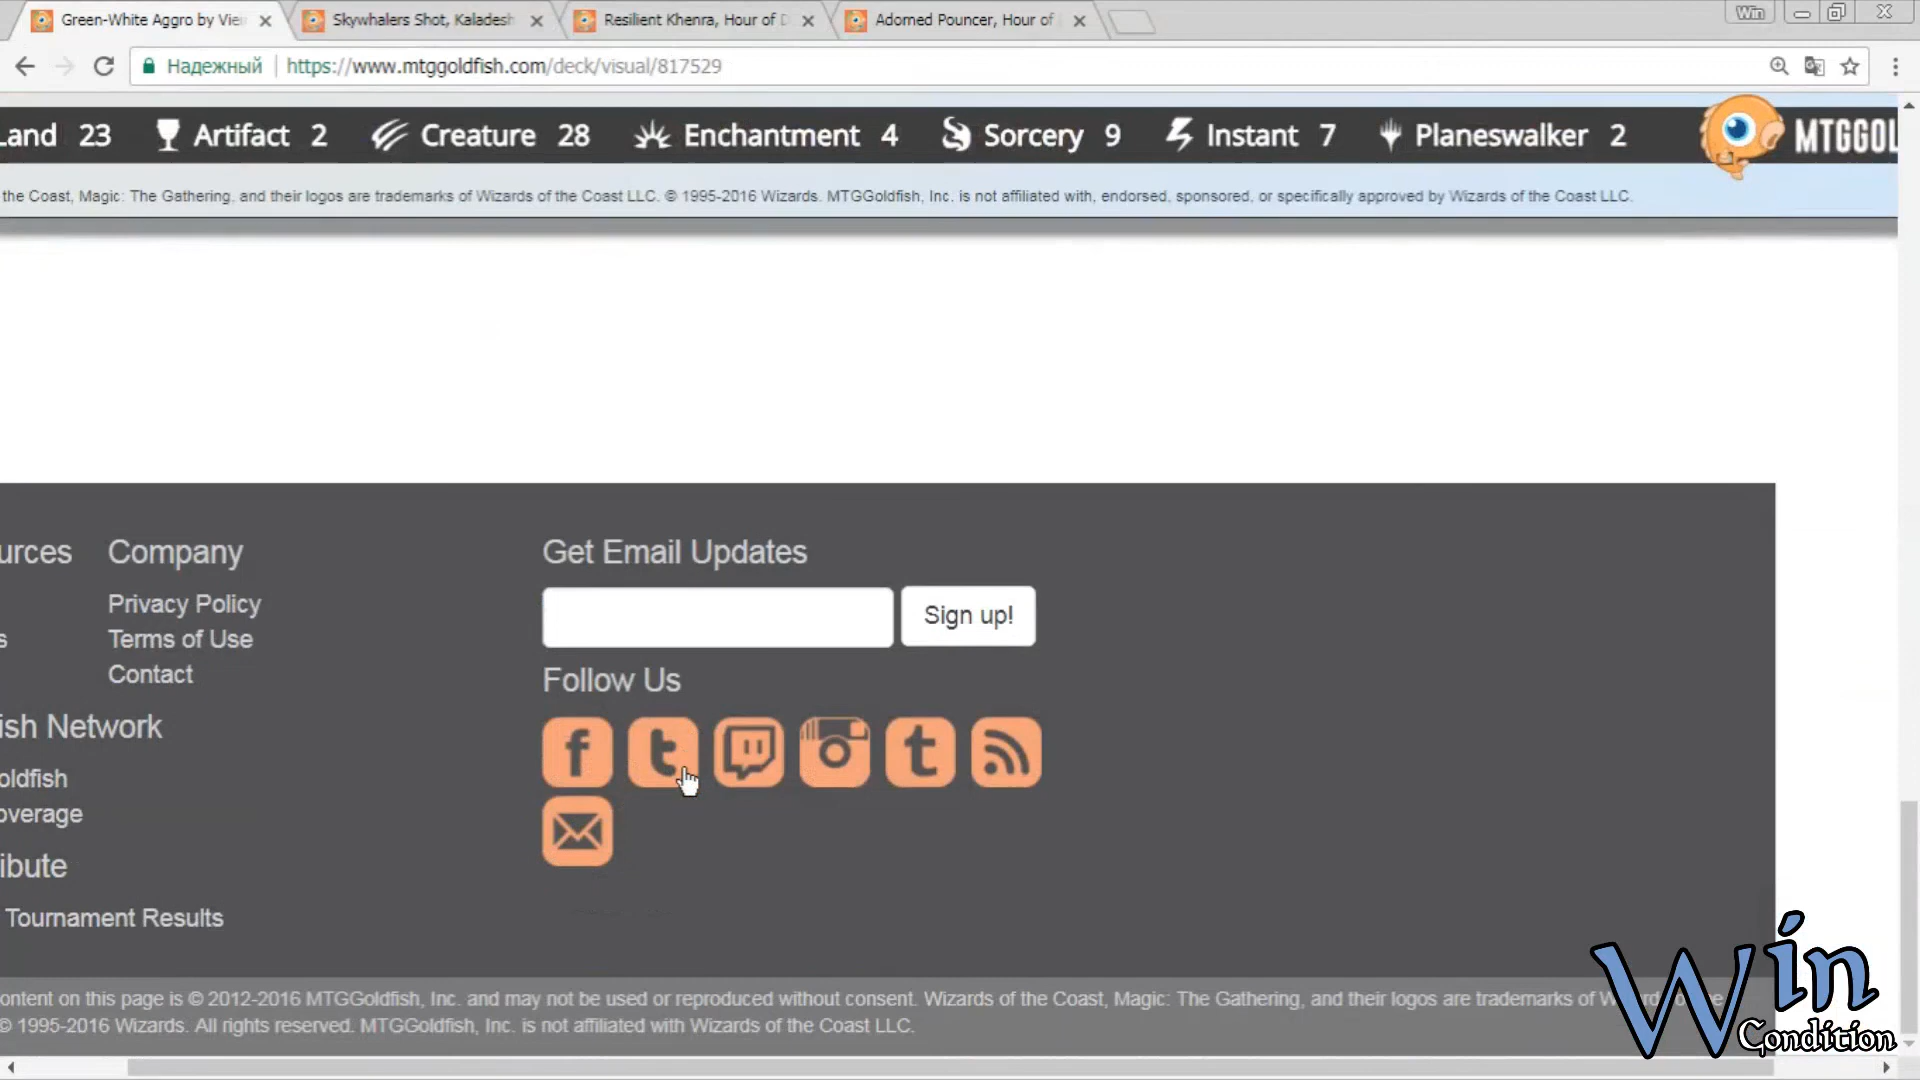 Green-White Aggro by Vie
Skywhalers Shot, Kaladesh
Resilient Khenra, Hour of D
Adorned Pouncer, Hour of
Win
Надежный
https://www.mtggoldfish.com/deck/visual/817529
Land 23 Artifact 2 Creature 28 Enchantment 4 Sorcery 9 Instant 7 Planeswalker 2 MTGGOL
the Coast, Magic: The Gathering, and their logos are trademarks of Wizards of the Coast LLC. © 1995-2016 Wizards. MTGGoldfish, Inc. is not affiliated with, endorsed, sponsored, or specifically approved by Wizards of the Coast LLC.
urces
Company
Privacy Policy
s
Terms of Use
Contact
ish Network
oldfish
overage
ibute
Tournament Results
Get Email Updates
Sign up!
Follow Us
ontent on this page is © 2012-2016 MTGGoldfish, Inc. and may not be used or reproduced without consent. Wizards of the Coast, Magic: The Gathering, and their logos are trademarks of
© 1995-2016 Wizards. All rights reserved. MTGGoldfish, Inc. is not affiliated with Wizards of the Coast LLC.
Win
Condition